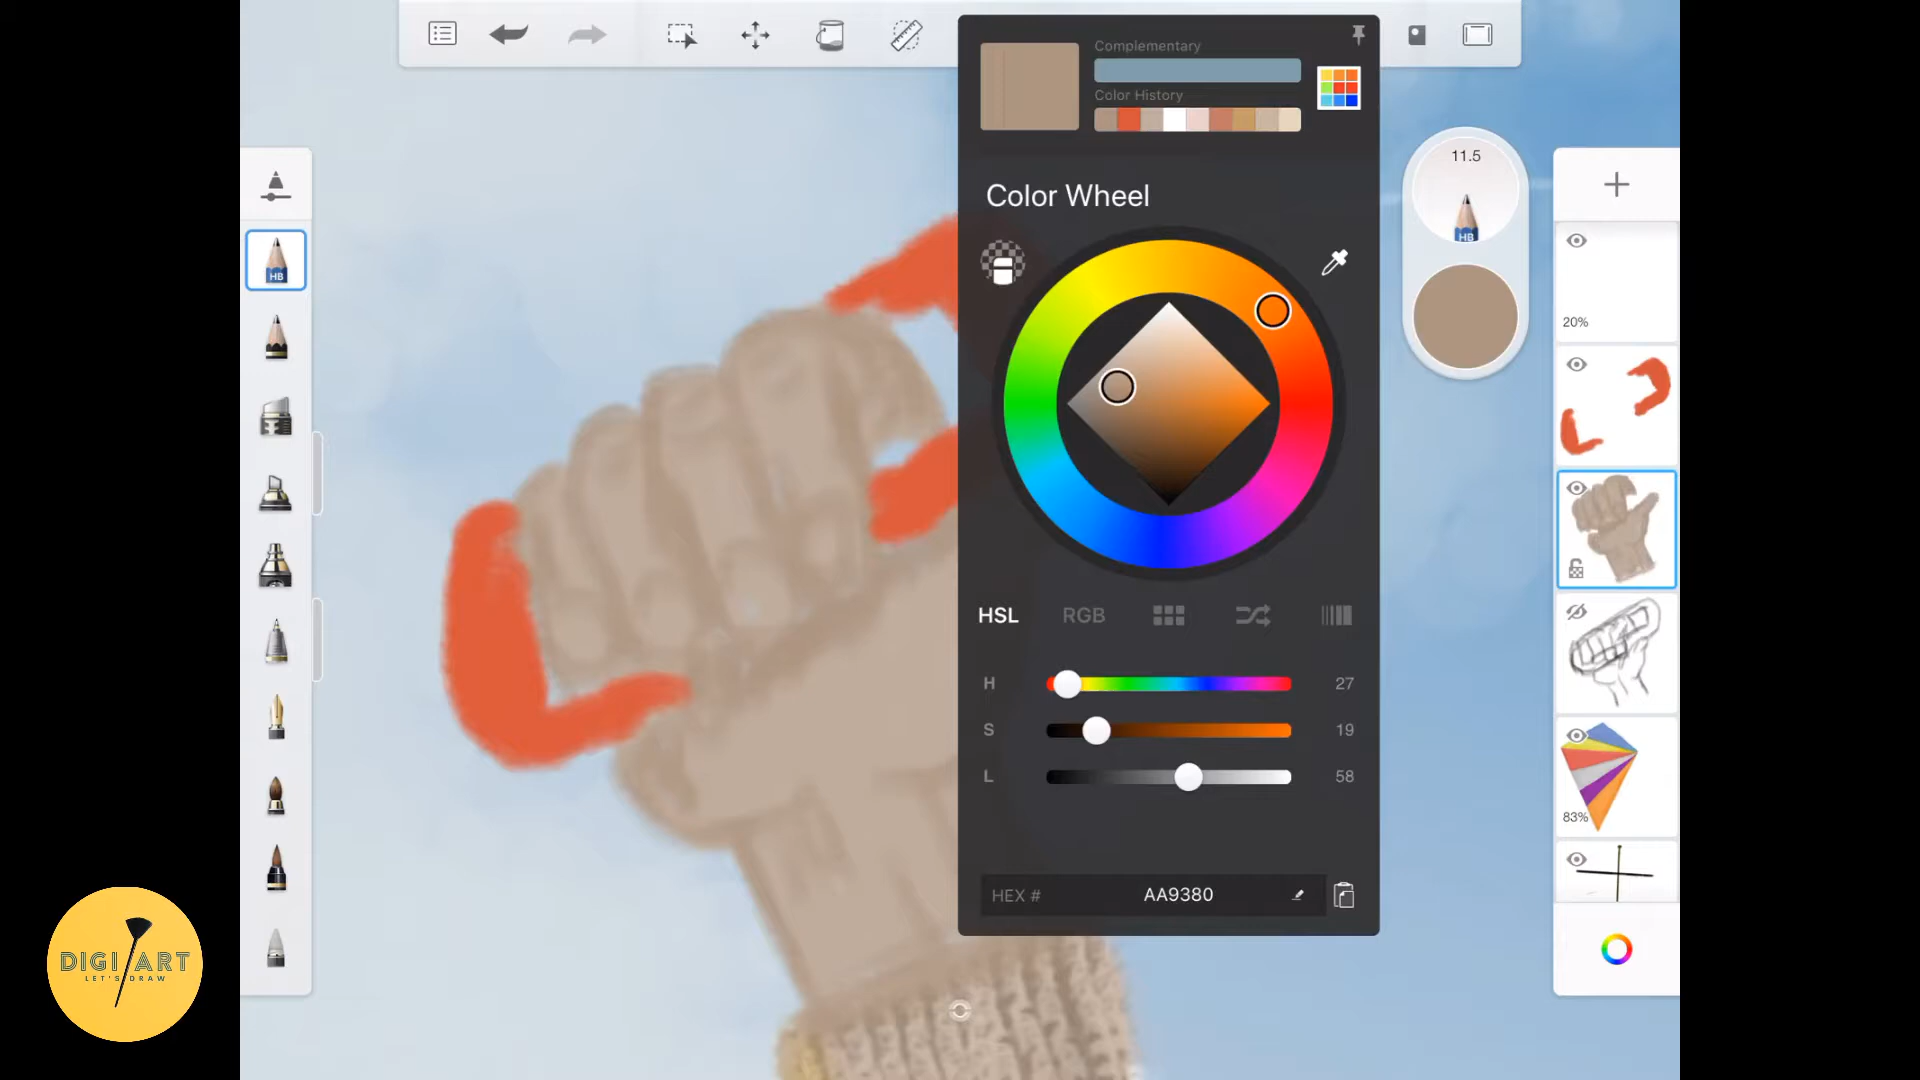 Complementary
Color History
Color Wheel
11.5
HB
HB
20%
HSL
RGB
H
27
S
19
L
58
83%
HEX #
AA9380
DIGI ART
LET'S DRAW